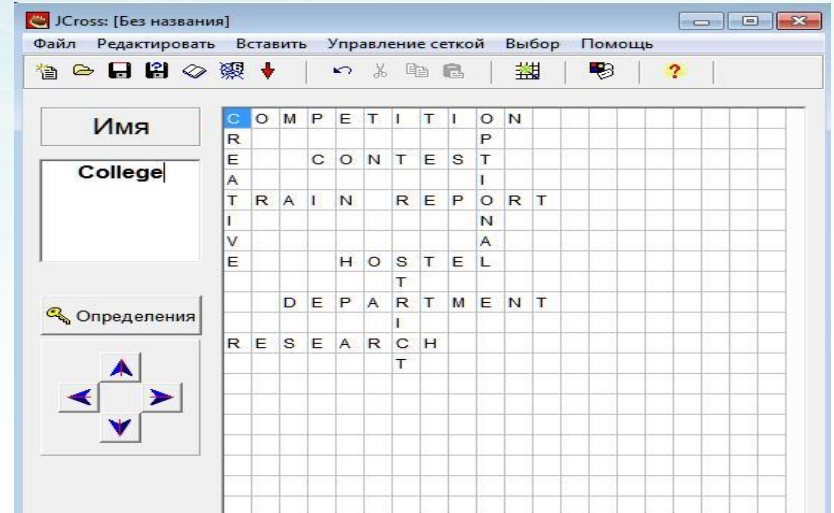 JCross: [Без названия]
Файл Редактировать Вставить Управление сеткой Выбор Помощь
?
Имя
College
Определения
C O M P E T I T I O N
R P
E C O N T E S T
A I
T R A I N R E P O R T
I N
V A
E H O S T E L
T
D E P A R T M E N T
I
R E S E A R C H
T